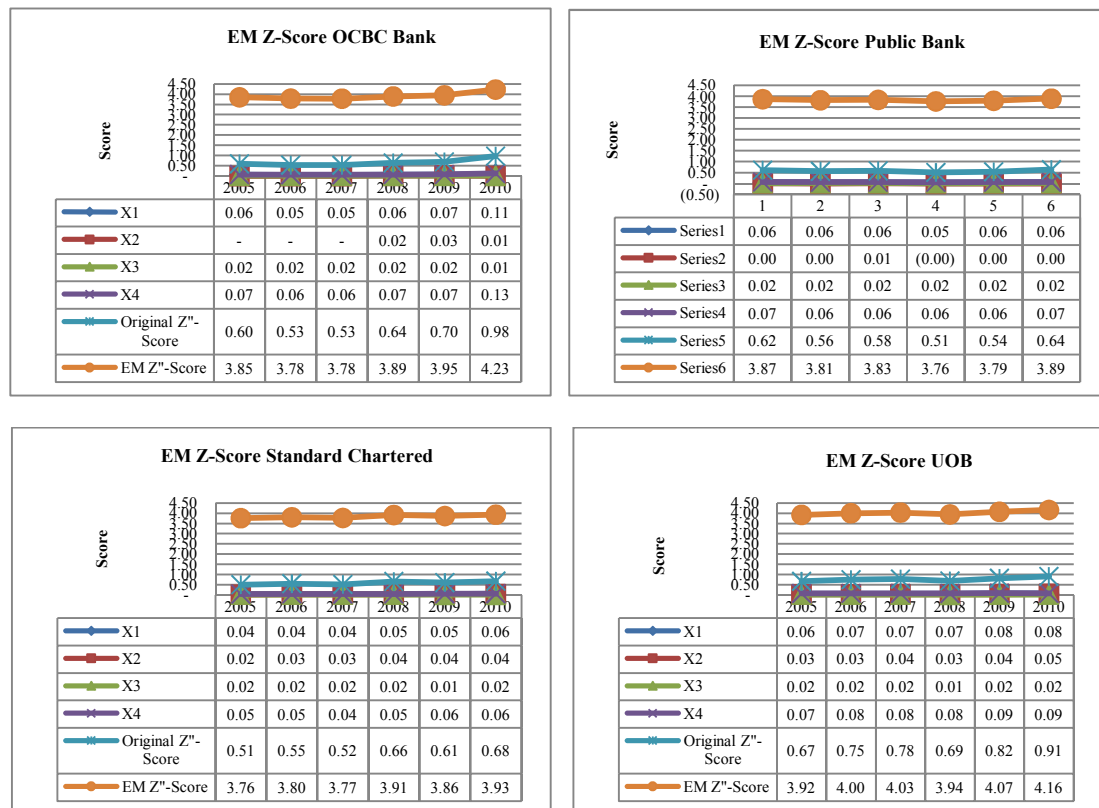 EM Z-Score OCBC Bank
Score
4.50
4.00
3.50
3.00
2.50
2.00
1.50
1.00
0.50
-
2005 2006 2007 2008 2009 2010
X1 0.06 0.05 0.05 0.06 0.07 0.11
X2 - - - 0.02 0.03 0.01
X3 0.02 0.02 0.02 0.02 0.02 0.01
X4 0.07 0.06 0.06 0.07 0.07 0.13
Original Z"-
Score 0.60 0.53 0.53 0.64 0.70 0.98
EM Z"-Score 3.85 3.78 3.78 3.89 3.95 4.23
EM Z-Score Public Bank
Score
4.50
4.00
3.50
3.00
2.50
2.00
1.50
1.00
0.50
-
(0.50)
1 2 3 4 5 6
Series1 0.06 0.06 0.06 0.05 0.06 0.06
Series2 0.00 0.00 0.01 (0.00) 0.00 0.00
Series3 0.02 0.02 0.02 0.02 0.02 0.02
Series4 0.07 0.06 0.06 0.06 0.06 0.07
Series5 0.62 0.56 0.58 0.51 0.54 0.64
Series6 3.87 3.81 3.83 3.76 3.79 3.89
EM Z-Score Standard Chartered
Score
4.50
4.00
3.50
3.00
2.50
2.00
1.50
1.00
0.50
-
2005 2006 2007 2008 2009 2010
X1 0.04 0.04 0.04 0.05 0.05 0.06
X2 0.02 0.03 0.03 0.04 0.04 0.04
X3 0.02 0.02 0.02 0.02 0.01 0.02
X4 0.05 0.05 0.04 0.05 0.06 0.06
Original Z"-
Score 0.51 0.55 0.52 0.66 0.61 0.68
EM Z"-Score 3.76 3.80 3.77 3.91 3.86 3.93
EM Z-Score UOB
Score
4.50
4.00
3.50
3.00
2.50
2.00
1.50
1.00
0.50
-
2005 2006 2007 2008 2009 2010
X1 0.06 0.07 0.07 0.07 0.08 0.08
X2 0.03 0.03 0.04 0.03 0.04 0.05
X3 0.02 0.02 0.02 0.01 0.02 0.02
X4 0.07 0.08 0.08 0.08 0.09 0.09
Original Z"-
Score 0.67 0.75 0.78 0.69 0.82 0.91
EM Z"-Score 3.92 4.00 4.03 3.94 4.07 4.16